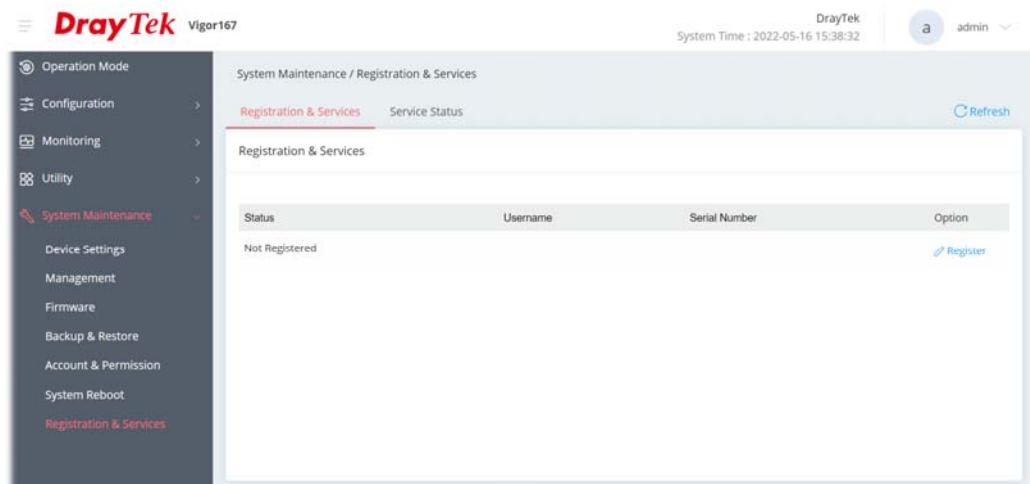 DrayTek Vigor167
DrayTek
System Time : 2022-05-16 15:38:32
a admin
Operation Mode
Configuration
Monitoring
Utility
System Maintenance
Device Settings
Management
Firmware
Backup & Restore
Account & Permission
System Reboot
Registration & Services
System Maintenance / Registration & Services
Registration & Services Service Status Refresh
Registration & Services
Status Username Serial Number Option
Not Registered Register